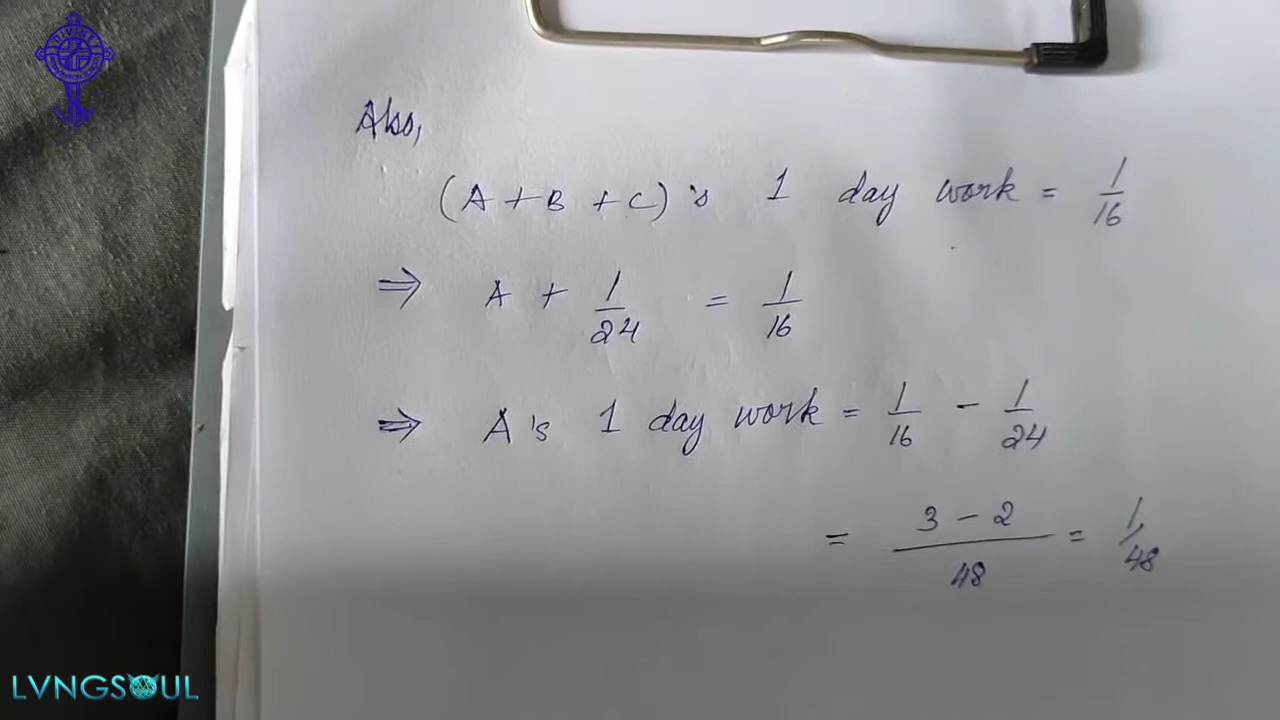 DIVINE
Also,
(A + B + C)'s 1 day work = 1/16
⇒ A + 1/24 = 1/16
⇒ A's 1 day work = 1/16 - 1/24
= 3 - 2 / 48 = 1/48
LVNGSOUL